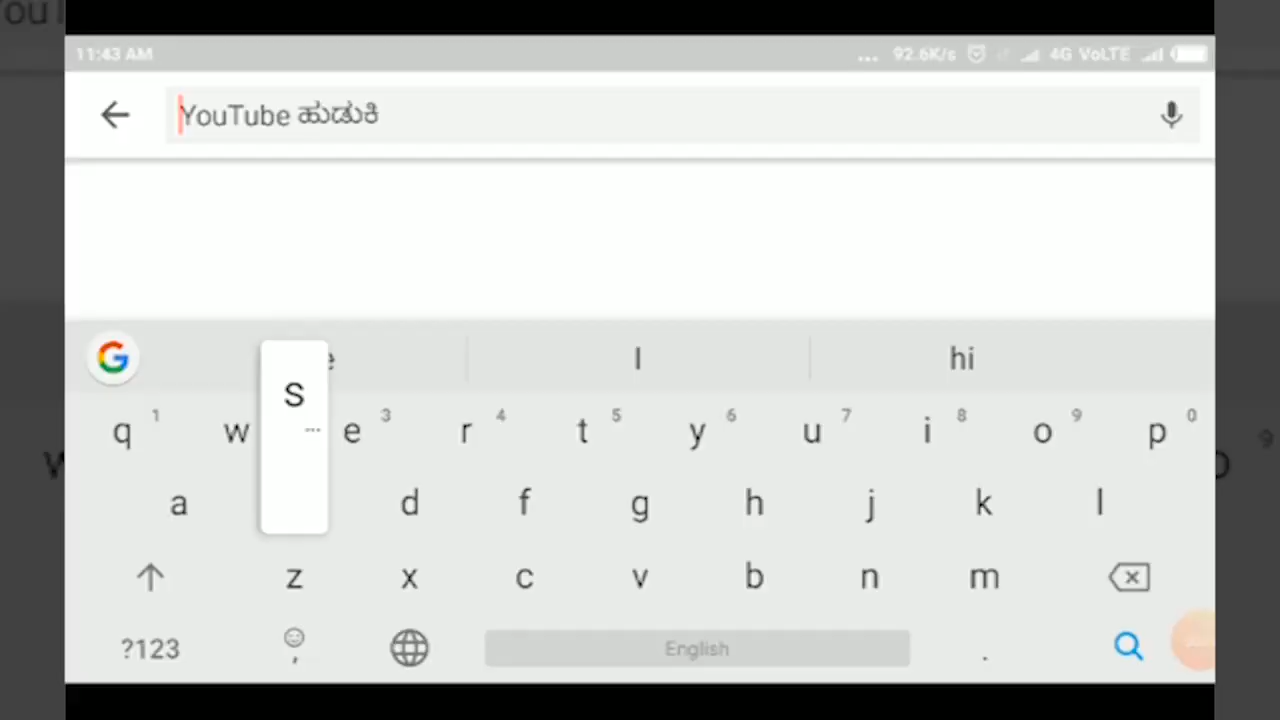 11:43 AM ... 92.6K/s 4G VoLTE
YouTube ಹುಡುಕಿ
I hi
S
q 1 w e 3 r 4 t 5 y 6 u 7 i 8 o 9 p 0
a d f g h j k l
z x c v b n m
?123 , English .